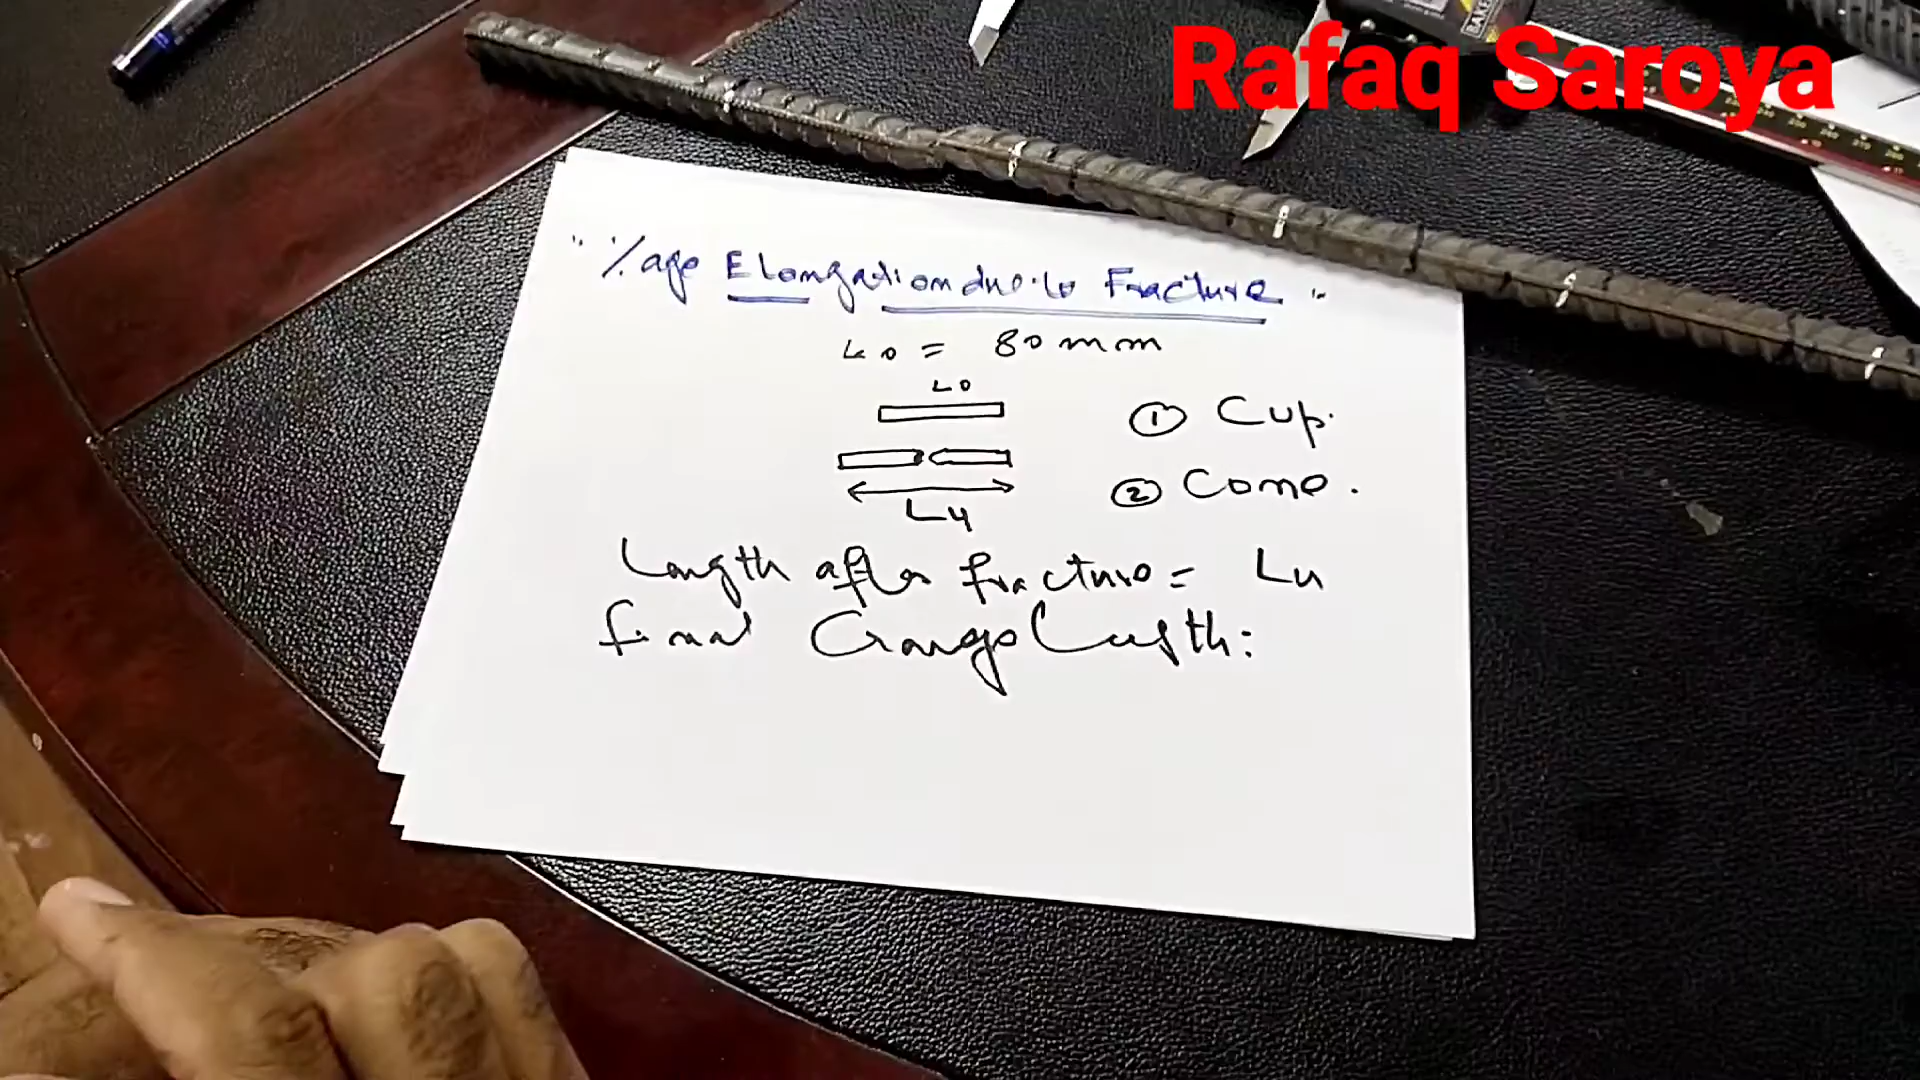 Rafaq Saroya
" %age Elongation due to Fracture "
Lo = 80 mm
Lo
① Cup.
② Cone.
Lu
Length after fracture = Lu
final Gauge Length: